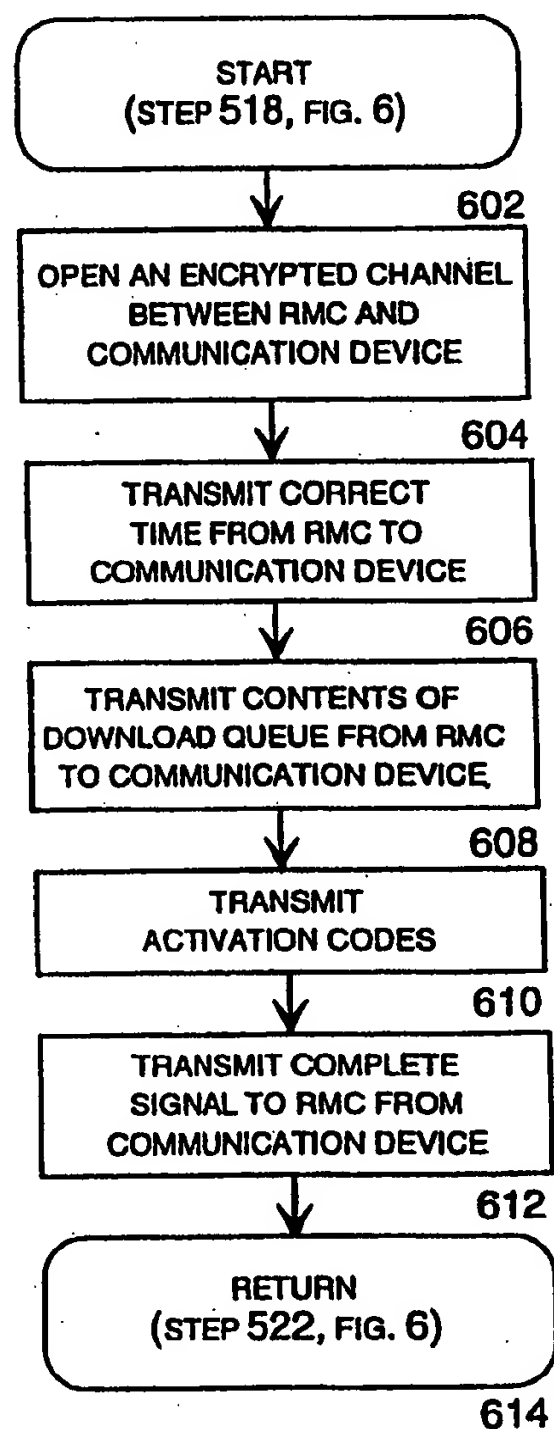 START
(STEP 518, FIG. 6)
602
OPEN AN ENCRYPTED CHANNEL
BETWEEN RMC AND
COMMUNICATION DEVICE
604
TRANSMIT CORRECT
TIME FROM RMC TO
COMMUNICATION DEVICE
606
TRANSMIT CONTENTS OF
DOWNLOAD QUEUE FROM RMC
TO COMMUNICATION DEVICE
608
TRANSMIT
ACTIVATION CODES
610
TRANSMIT COMPLETE
SIGNAL TO RMC FROM
COMMUNICATION DEVICE
612
RETURN
(STEP 522, FIG. 6)
614